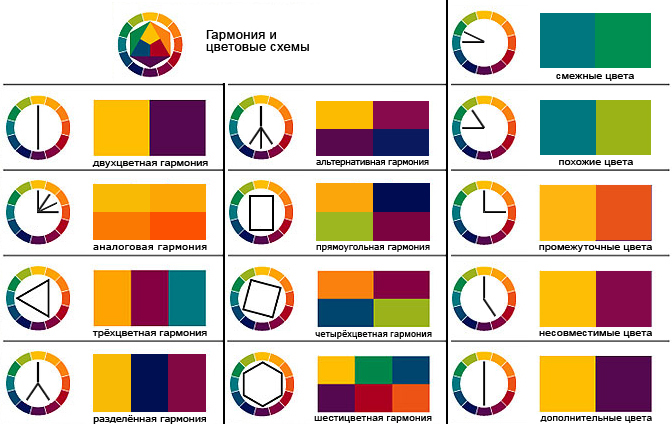 Гармония и
цветовые схемы
смежные цвета
двухцветная гармония
альтернативная гармония
похожие цвета
аналоговая гармония
прямоугольная гармония
промежуточные цвета
трёхцветная гармония
четырёхцветная гармония
несовместимые цвета
разделённая гармония
шестицветная гармония
дополнительные цвета